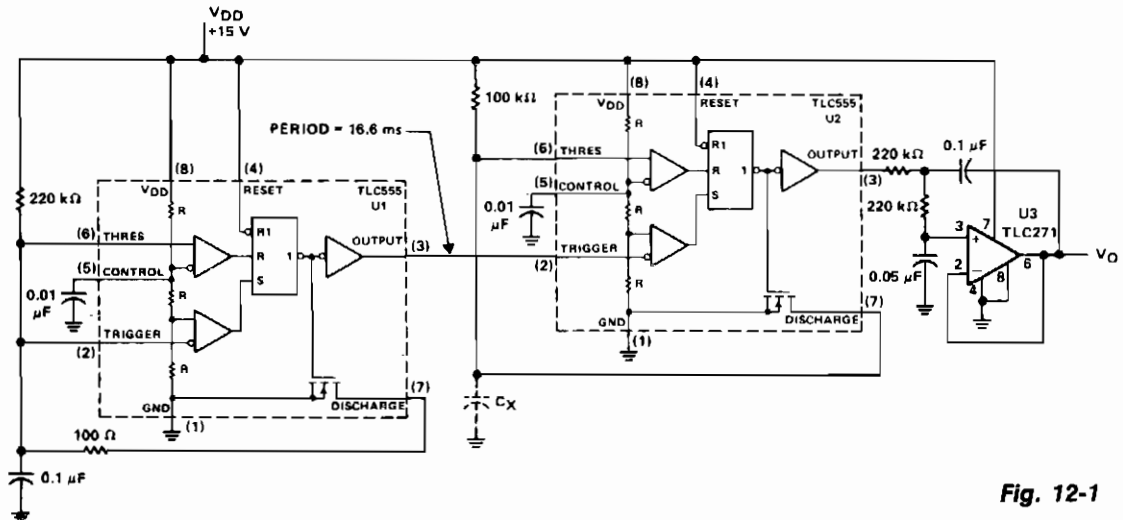 VDD
+15 V
220 kΩ
(8)
(4)
VDD
RESET
TLC555
U1
R
(6)
THRES
R1
R
1
OUTPUT
(3)
(5)
CONTROL
0.01
μF
R
S
TRIGGER
(2)
R
GND
(1)
DISCHARGE
(7)
100 Ω
0.1 μF
PERIOD = 16.6 ms
100 kΩ
(8)
(4)
VDD
RESET
TLC555
U2
R
(6)
THRES
R1
R
1
OUTPUT
(3)
(5)
CONTROL
0.01
μF
R
S
TRIGGER
(2)
R
GND
(1)
DISCHARGE
(7)
CX
220 kΩ
0.1 μF
220 kΩ
0.05 μF
3
+
7
U3
TLC271
2
−
4
8
6
VO
Fig. 12-1